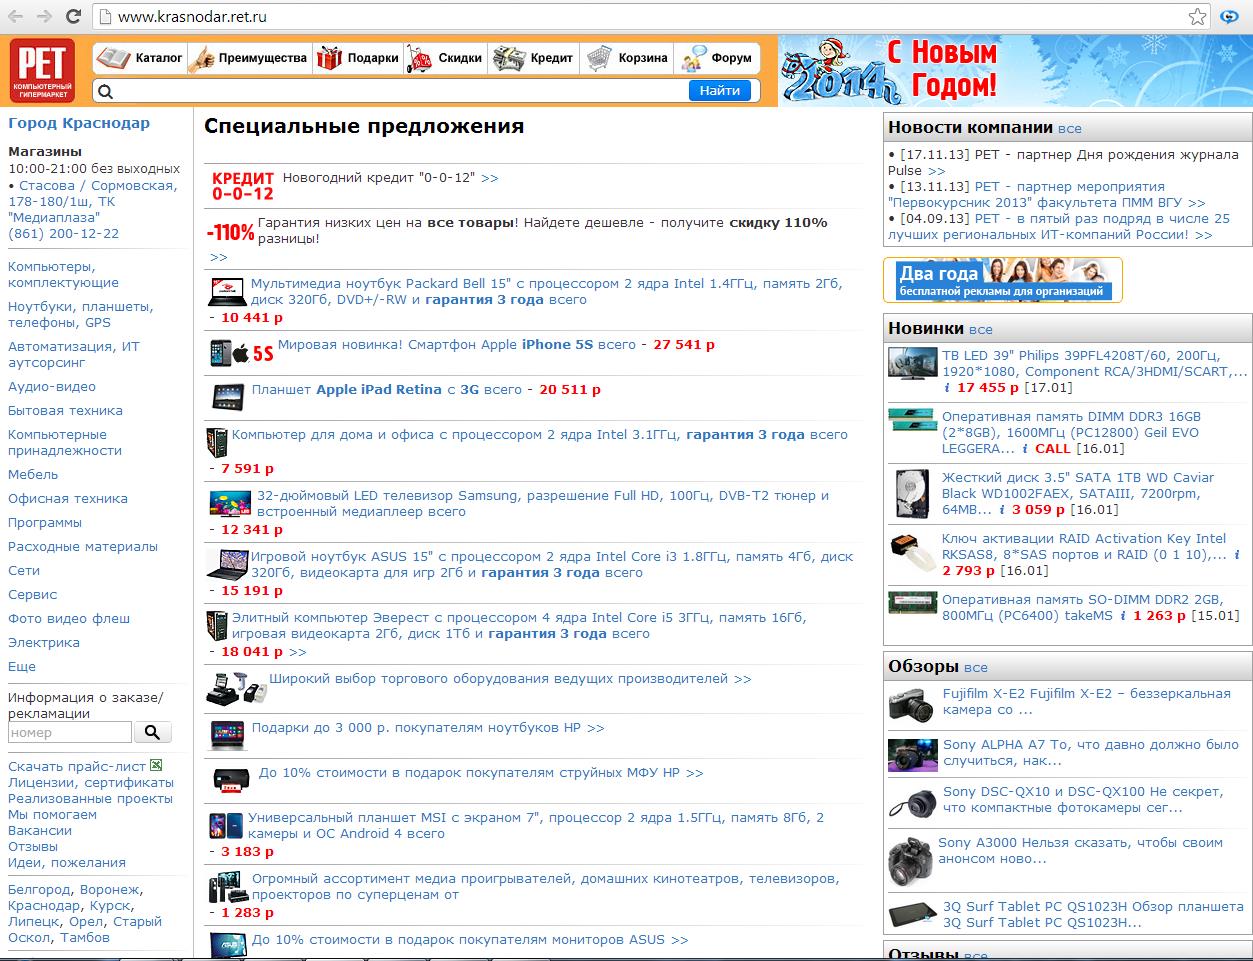 www.krasnodar.ret.ru
РЕТ
КОМПЬЮТЕРНЫЙ
ГИПЕРМАРКЕТ
Каталог
Преимущества
Подарки
Скидки
Кредит
Корзина
Форум
Найти
2014
С Новым
Годом!
Город Краснодар
Магазины
10:00-21:00 без выходных
• Стасова / Сормовская,
178-180/1ш, ТК
"Медиаплаза"
(861) 200-12-22
Компьютеры,
комплектующие
Ноутбуки, планшеты,
телефоны, GPS
Автоматизация, ИТ
аутсорсинг
Аудио-видео
Бытовая техника
Компьютерные
принадлежности
Мебель
Офисная техника
Программы
Расходные материалы
Сети
Сервис
Фото видео флеш
Электрика
Еще
Информация о заказе/
рекламации
номер
Скачать прайс-лист
Лицензии, сертификаты
Реализованные проекты
Мы помогаем
Вакансии
Отзывы
Идеи, пожелания
Белгород, Воронеж,
Краснодар, Курск,
Липецк, Орел, Старый
Оскол, Тамбов
Специальные предложения
КРЕДИТ
0-0-12
Новогодний кредит "0-0-12" >>
-110%
Гарантия низких цен на все товары! Найдете дешевле - получите скидку 110%
разницы!
>>
Мультимедиа ноутбук Packard Bell 15" с процессором 2 ядра Intel 1.4ГГц, память 2Гб,
диск 320Гб, DVD+/-RW и гарантия 3 года всего
- 10 441 р
5S
Мировая новинка! Смартфон Apple iPhone 5S всего - 27 541 р
Планшет Apple iPad Retina с 3G всего - 20 511 р
Компьютер для дома и офиса с процессором 2 ядра Intel 3.1ГГц, гарантия 3 года всего
- 7 591 р
32-дюймовый LED телевизор Samsung, разрешение Full HD, 100Гц, DVB-T2 тюнер и
встроенный медиаплеер всего
- 12 341 р
Игровой ноутбук ASUS 15" с процессором 2 ядра Intel Core i3 1.8ГГц, память 4Гб, диск
320Гб, видеокарта для игр 2Гб и гарантия 3 года всего
- 15 191 р
Элитный компьютер Эверест с процессором 4 ядра Intel Core i5 3ГГц, память 16Гб,
игровая видеокарта 2Гб, диск 1Тб и гарантия 3 года всего
- 18 041 р >>
Широкий выбор торгового оборудования ведущих производителей >>
Подарки до 3 000 р. покупателям ноутбуков HP >>
До 10% стоимости в подарок покупателям струйных МФУ HP >>
Универсальный планшет MSI с экраном 7", процессор 2 ядра 1.5ГГц, память 8Гб, 2
камеры и ОС Android 4 всего
- 3 183 р
Огромный ассортимент медиа проигрывателей, домашних кинотеатров, телевизоров,
проекторов по суперценам от
- 1 283 р
До 10% стоимости в подарок покупателям мониторов ASUS >>
Новости компании все
• [17.11.13] РЕТ - партнер Дня рождения журнала
Pulse >>
• [13.11.13] РЕТ - партнер мероприятия
"Первокурсник 2013" факультета ПММ ВГУ >>
• [04.09.13] РЕТ - в пятый раз подряд в числе 25
лучших региональных ИТ-компаний России! >>
Два года
бесплатной рекламы для организаций
Новинки все
ТВ LED 39" Philips 39PFL4208T/60, 200Гц,
1920*1080, Component RCA/3HDMI/SCART,...
i 17 455 р [17.01]
Оперативная память DIMM DDR3 16GB
(2*8GB), 1600МГц (PC12800) Geil EVO
LEGGERA... i CALL [16.01]
Жесткий диск 3.5" SATA 1TB WD Caviar
Black WD1002FAEX, SATAIII, 7200rpm,
64MB... i 3 059 р [16.01]
Ключ активации RAID Activation Key Intel
RKSAS8, 8*SAS портов и RAID (0 1 10),... i
2 793 р [16.01]
Оперативная память SO-DIMM DDR2 2GB,
800МГц (PC6400) takeMS i 1 263 р [15.01]
Обзоры все
Fujifilm X-E2 Fujifilm X-E2 – беззеркальная
камера со ...
Sony ALPHA A7 То, что давно должно было
случиться, нак...
Sony DSC-QX10 и DSC-QX100 Не секрет,
что компактные фотокамеры сег...
Sony A3000 Нельзя сказать, чтобы своим
анонсом ново...
3Q Surf Tablet PC QS1023H Обзор планшета
3Q Surf Tablet PC QS1023H...
Отзывы все